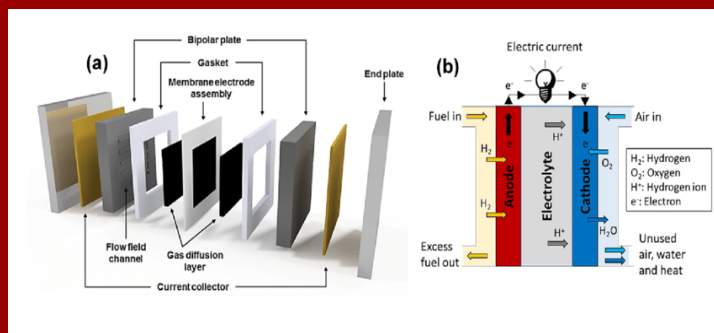 (a)
Bipolar plate
Gasket
Membrane electrode
assembly
End plate
Flow field
channel
Gas diffusion
layer
Current collector
(b)
Electric current
e⁻
e⁻
Fuel in
Air in
H₂
H₂
Anode
Electrolyte
H⁺
H⁺
Cathode
O₂
H₂O
Excess
fuel out
Unused
air, water
and heat
H₂: Hydrogen
O₂: Oxygen
H⁺: Hydrogen ion
e⁻: Electron